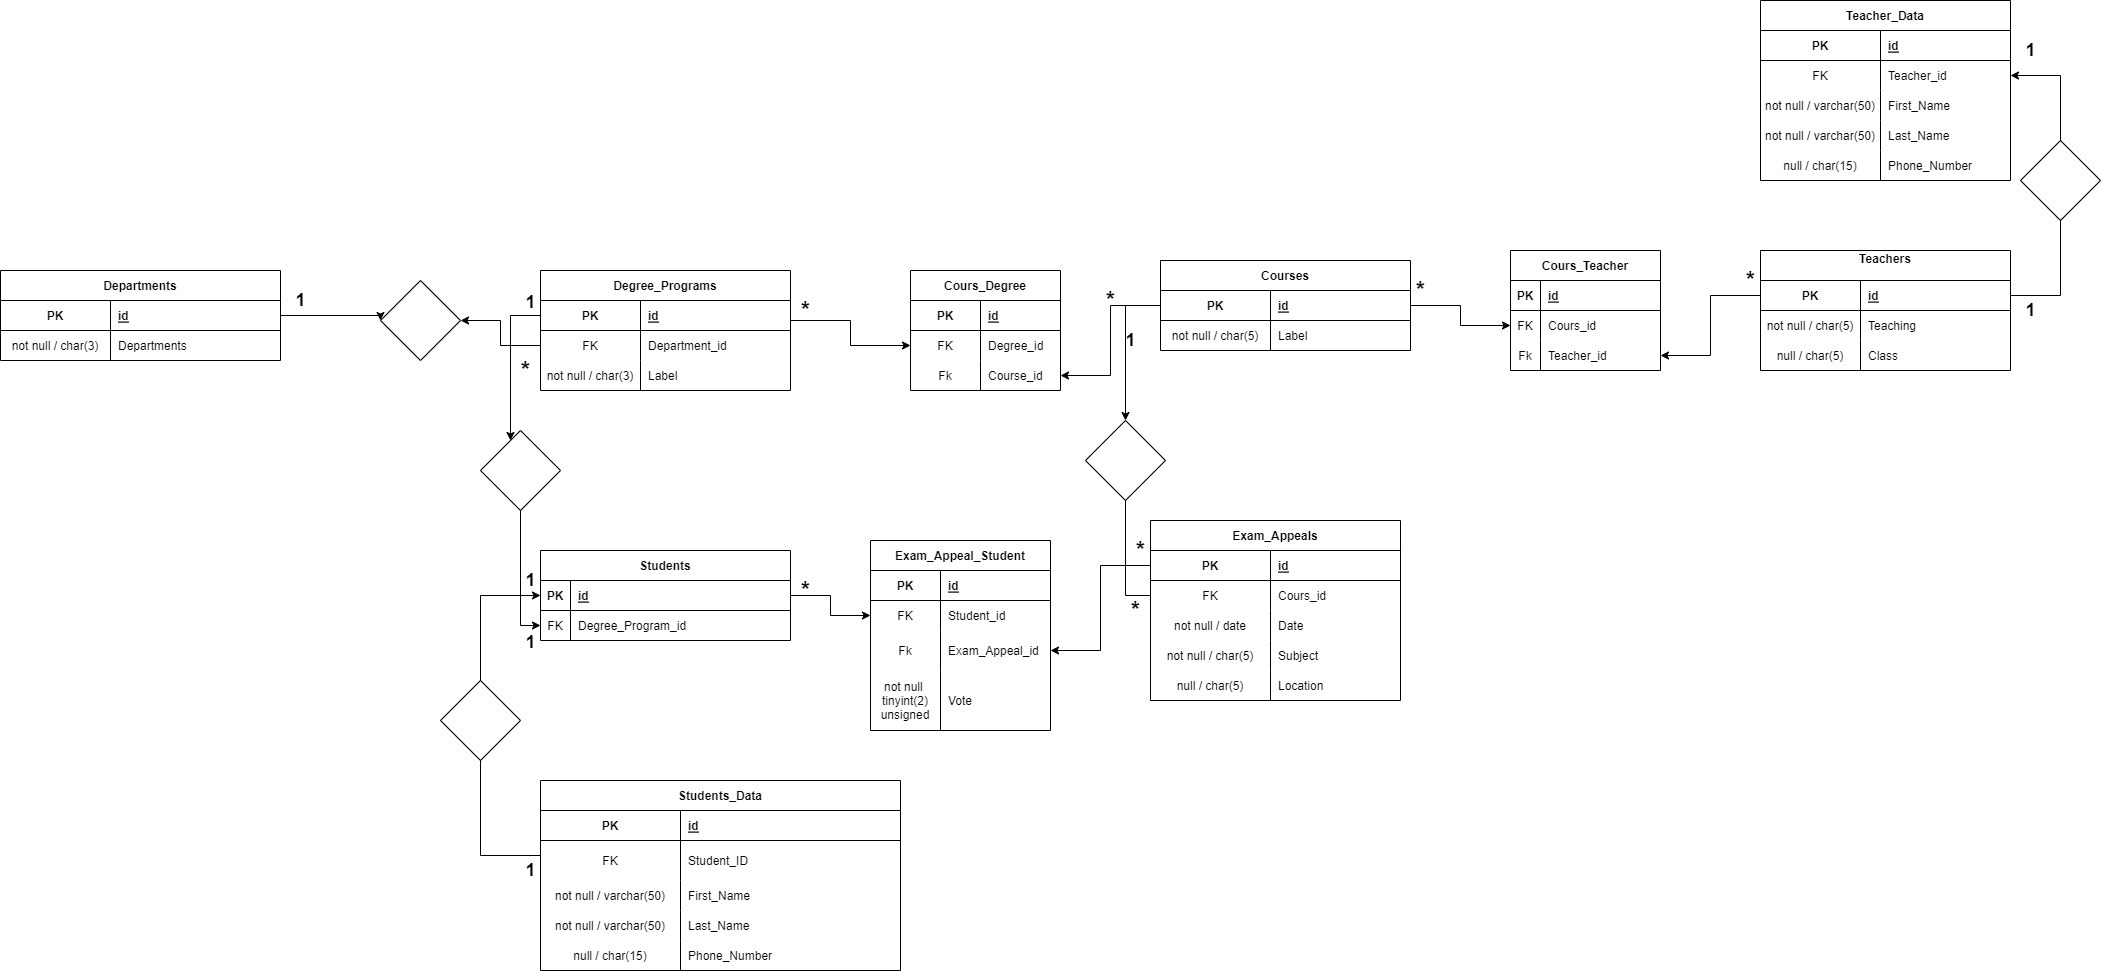 Teacher_Data
PK id
FK Teacher_id
not null / varchar(50) First_Name
not null / varchar(50) Last_Name
null / char(15) Phone_Number
1
Departments
PK id
not null / char(3) Departments
1
Degree_Programs
PK id
FK Department_id
not null / char(3) Label
1
*
*
Cours_Degree
PK id
FK Degree_id
Fk Course_id
*
1
Courses
PK id
not null / char(5) Label
*
Cours_Teacher
PK id
FK Cours_id
Fk Teacher_id
*
Teachers
PK id
not null / char(5) Teaching
null / char(5) Class
1
Students
PK id
FK Degree_Program_id
1
1
*
Exam_Appeal_Student
PK id
FK Student_id
Fk Exam_Appeal_id
not null
tinyint(2) Vote
unsigned
*
*
Exam_Appeals
PK id
FK Cours_id
not null / date Date
not null / char(5) Subject
null / char(5) Location
Students_Data
PK id
FK Student_ID
not null / varchar(50) First_Name
not null / varchar(50) Last_Name
null / char(15) Phone_Number
1